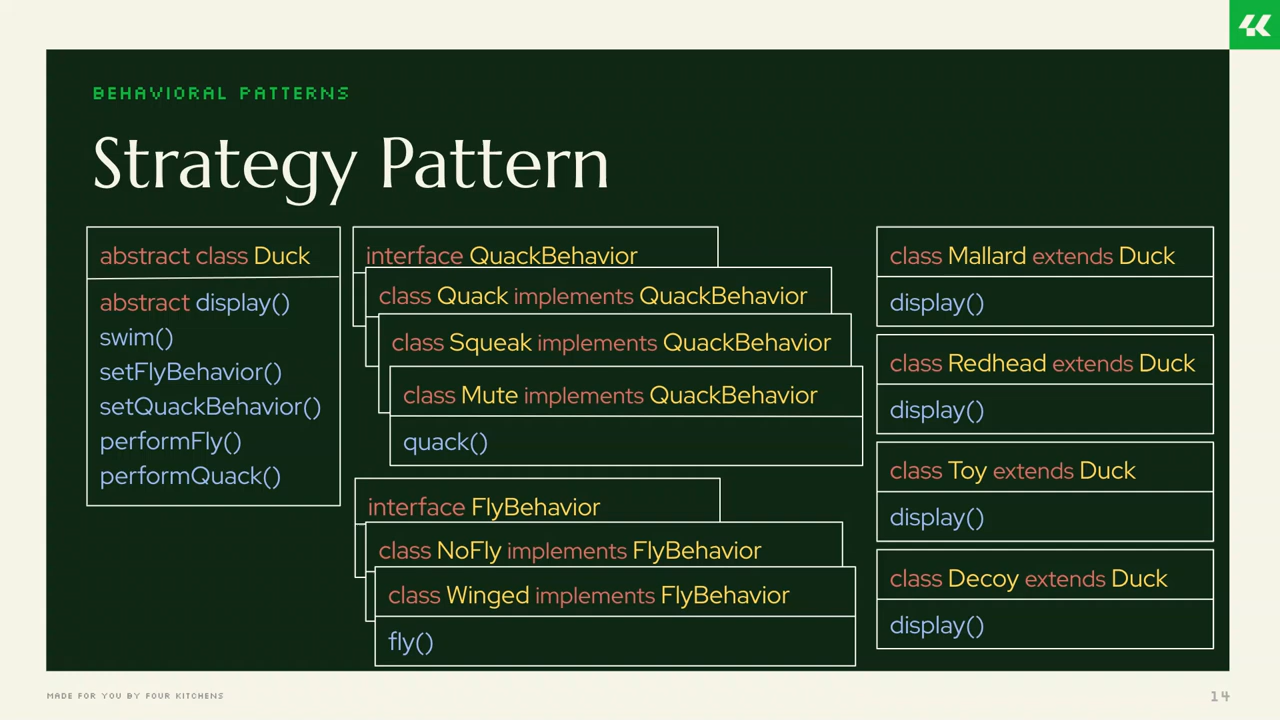 BEHAVIORAL PATTERNS
Strategy Pattern
abstract class Duck
abstract display()
swim()
setFlyBehavior()
setQuackBehavior()
performFly()
performQuack()
interface QuackBehavior
class Quack implements QuackBehavior
class Squeak implements QuackBehavior
class Mute implements QuackBehavior
quack()
interface FlyBehavior
class NoFly implements FlyBehavior
class Winged implements FlyBehavior
fly()
class Mallard extends Duck
display()
class Redhead extends Duck
display()
class Toy extends Duck
display()
class Decoy extends Duck
display()
MADE FOR YOU BY FOUR KITCHENS
14